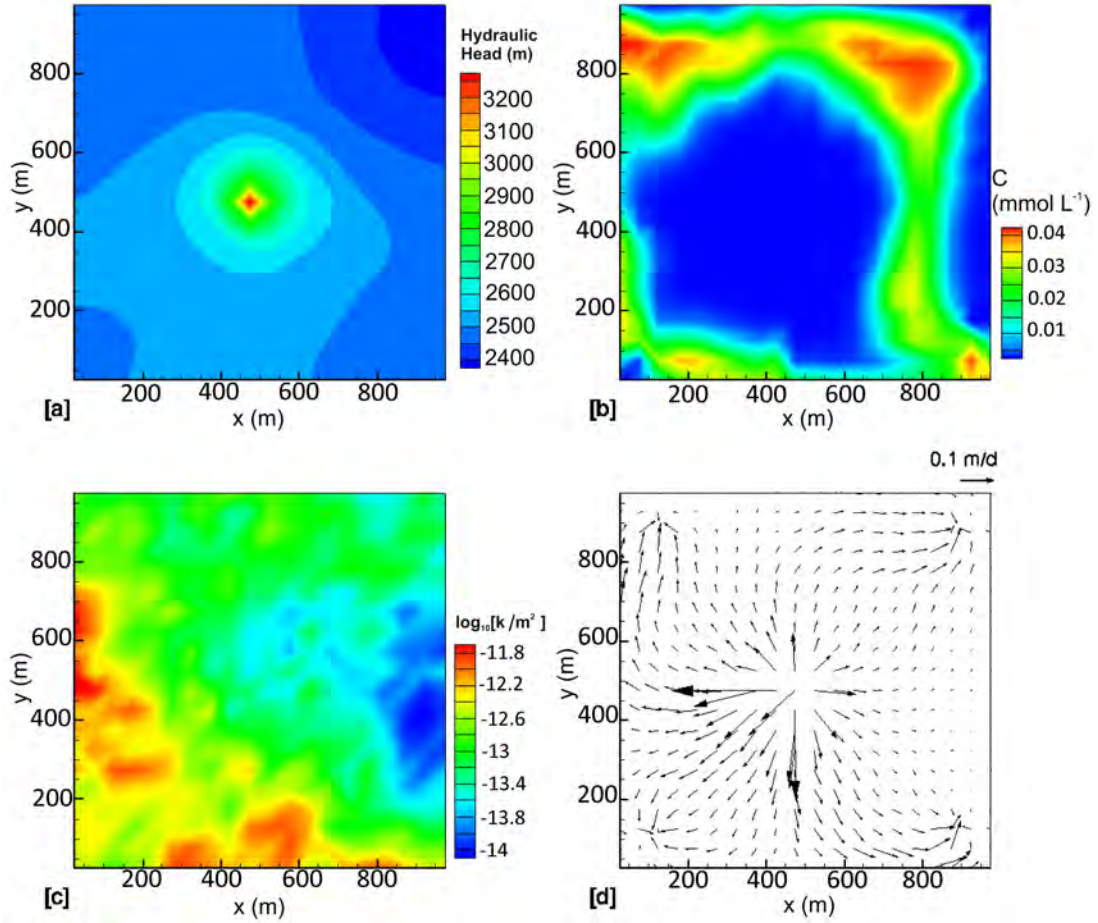 Hydraulic
Head (m)
3200
3100
3000
2900
2800
2700
2600
2500
2400
800
600
400
200
y (m)
200 400 600 800
x (m)
[a]
800
600
400
200
y (m)
200 400 600 800
x (m)
[b]
C
(mmol L⁻¹)
0.04
0.03
0.02
0.01
800
600
400
200
y (m)
200 400 600 800
x (m)
[c]
log₁₀[k /m² ]
-11.8
-12.2
-12.6
-13
-13.4
-13.8
-14
0.1 m/d
800
600
400
200
y (m)
200 400 600 800
x (m)
[d]